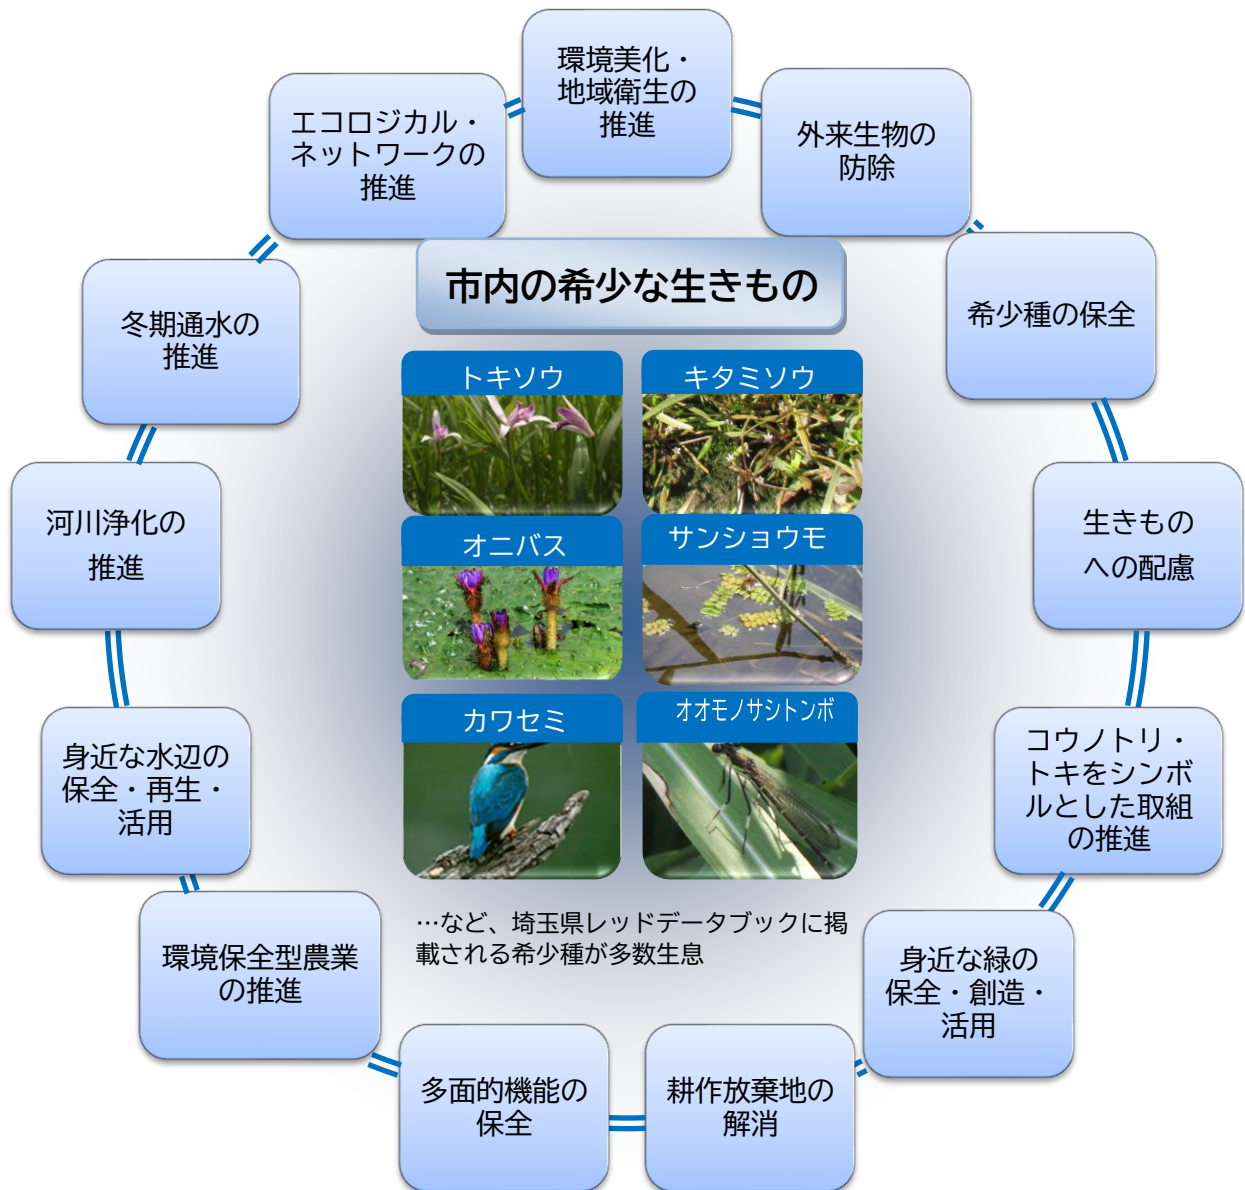 環境美化・
地域衛生の
推進
外来生物の
防除
希少種の保全
生きもの
への配慮
コウノトリ・
トキをシンボ
ルとした取組
の推進
身近な緑の
保全・創造・
活用
耕作放棄地の
解消
多面的機能の
保全
環境保全型農業
の推進
身近な水辺の
保全・再生・
活用
河川浄化の
推進
冬期通水の
推進
エコロジカル・
ネットワークの
推進
市内の希少な生きもの
トキソウ
キタミソウ
オニバス
サンショウモ
カワセミ
オオモノサシトンボ
…など、埼玉県レッドデータブックに掲
載される希少種が多数生息